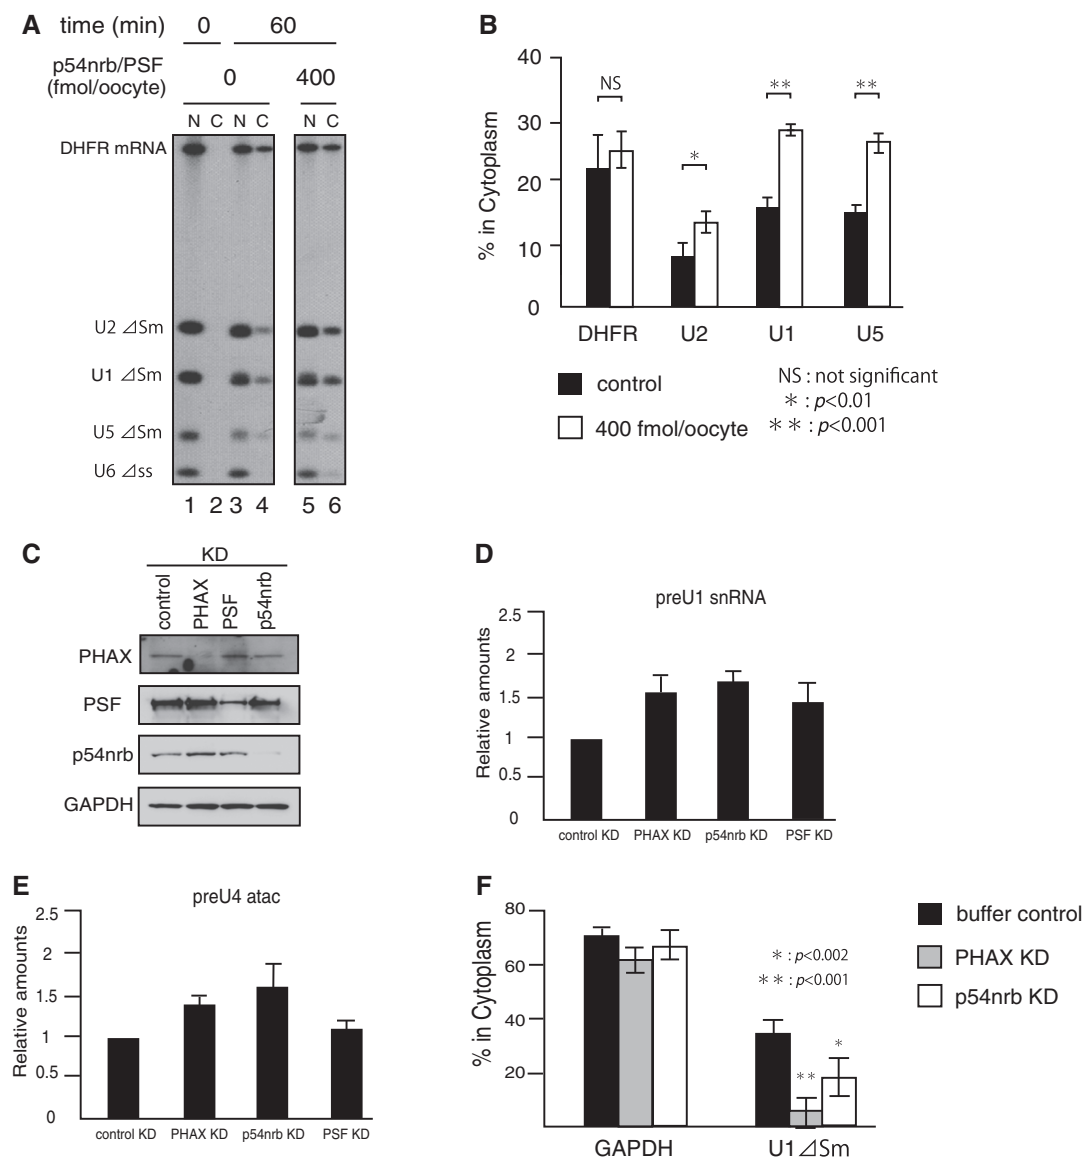 A time (min) 0 60
p54nrb/PSF
(fmol/oocyte) 0 400
N C N C N C
DHFR mRNA
U2 ⊿Sm
U1 ⊿Sm
U5 ⊿Sm
U6 ⊿ss
1 2 3 4 5 6
B
% in Cytoplasm
40
30
20
10
0
NS
*
**
**
DHFR U2 U1 U5
control
400 fmol/oocyte
NS : not significant
* : p<0.01
** : p<0.001
C
KD
control
PHAX
PSF
p54nrb
PHAX
PSF
p54nrb
GAPDH
D
preU1 snRNA
Relative amounts
2.5
2
1.5
1
0.5
0
control KD PHAX KD p54nrb KD PSF KD
E
preU4 atac
Relative amounts
2.5
2
1.5
1
0.5
0
control KD PHAX KD p54nrb KD PSF KD
F
% in Cytoplasm
80
60
40
20
* : p<0.002
** : p<0.001
**
*
GAPDH U1⊿Sm
buffer control
PHAX KD
p54nrb KD